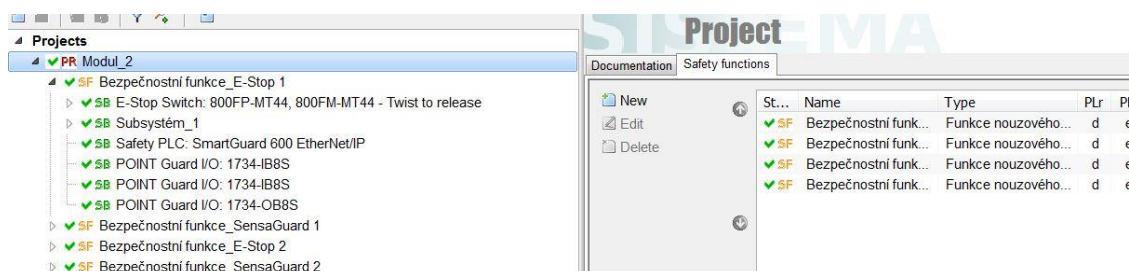 Projects
PR Modul_2
SF Bezpečnostní funkce_E-Stop 1
SB E-Stop Switch: 800FP-MT44, 800FM-MT44 - Twist to release
SB Subsystém_1
SB Safety PLC: SmartGuard 600 EtherNet/IP
SB POINT Guard I/O: 1734-IB8S
SB POINT Guard I/O: 1734-IB8S
SB POINT Guard I/O: 1734-OB8S
SF Bezpečnostní funkce_SensaGuard 1
SF Bezpečnostní funkce_E-Stop 2
SF Bezpečnostní funkce_SensaGuard 2
SISTEMA
Project
Documentation Safety functions
New
Edit
Delete
St... Name Type PLr
SF Bezpečnostní funk... Funkce nouzového... d e
SF Bezpečnostní funk... Funkce nouzového... d e
SF Bezpečnostní funk... Funkce nouzového... d e
SF Bezpečnostní funk... Funkce nouzového... d e